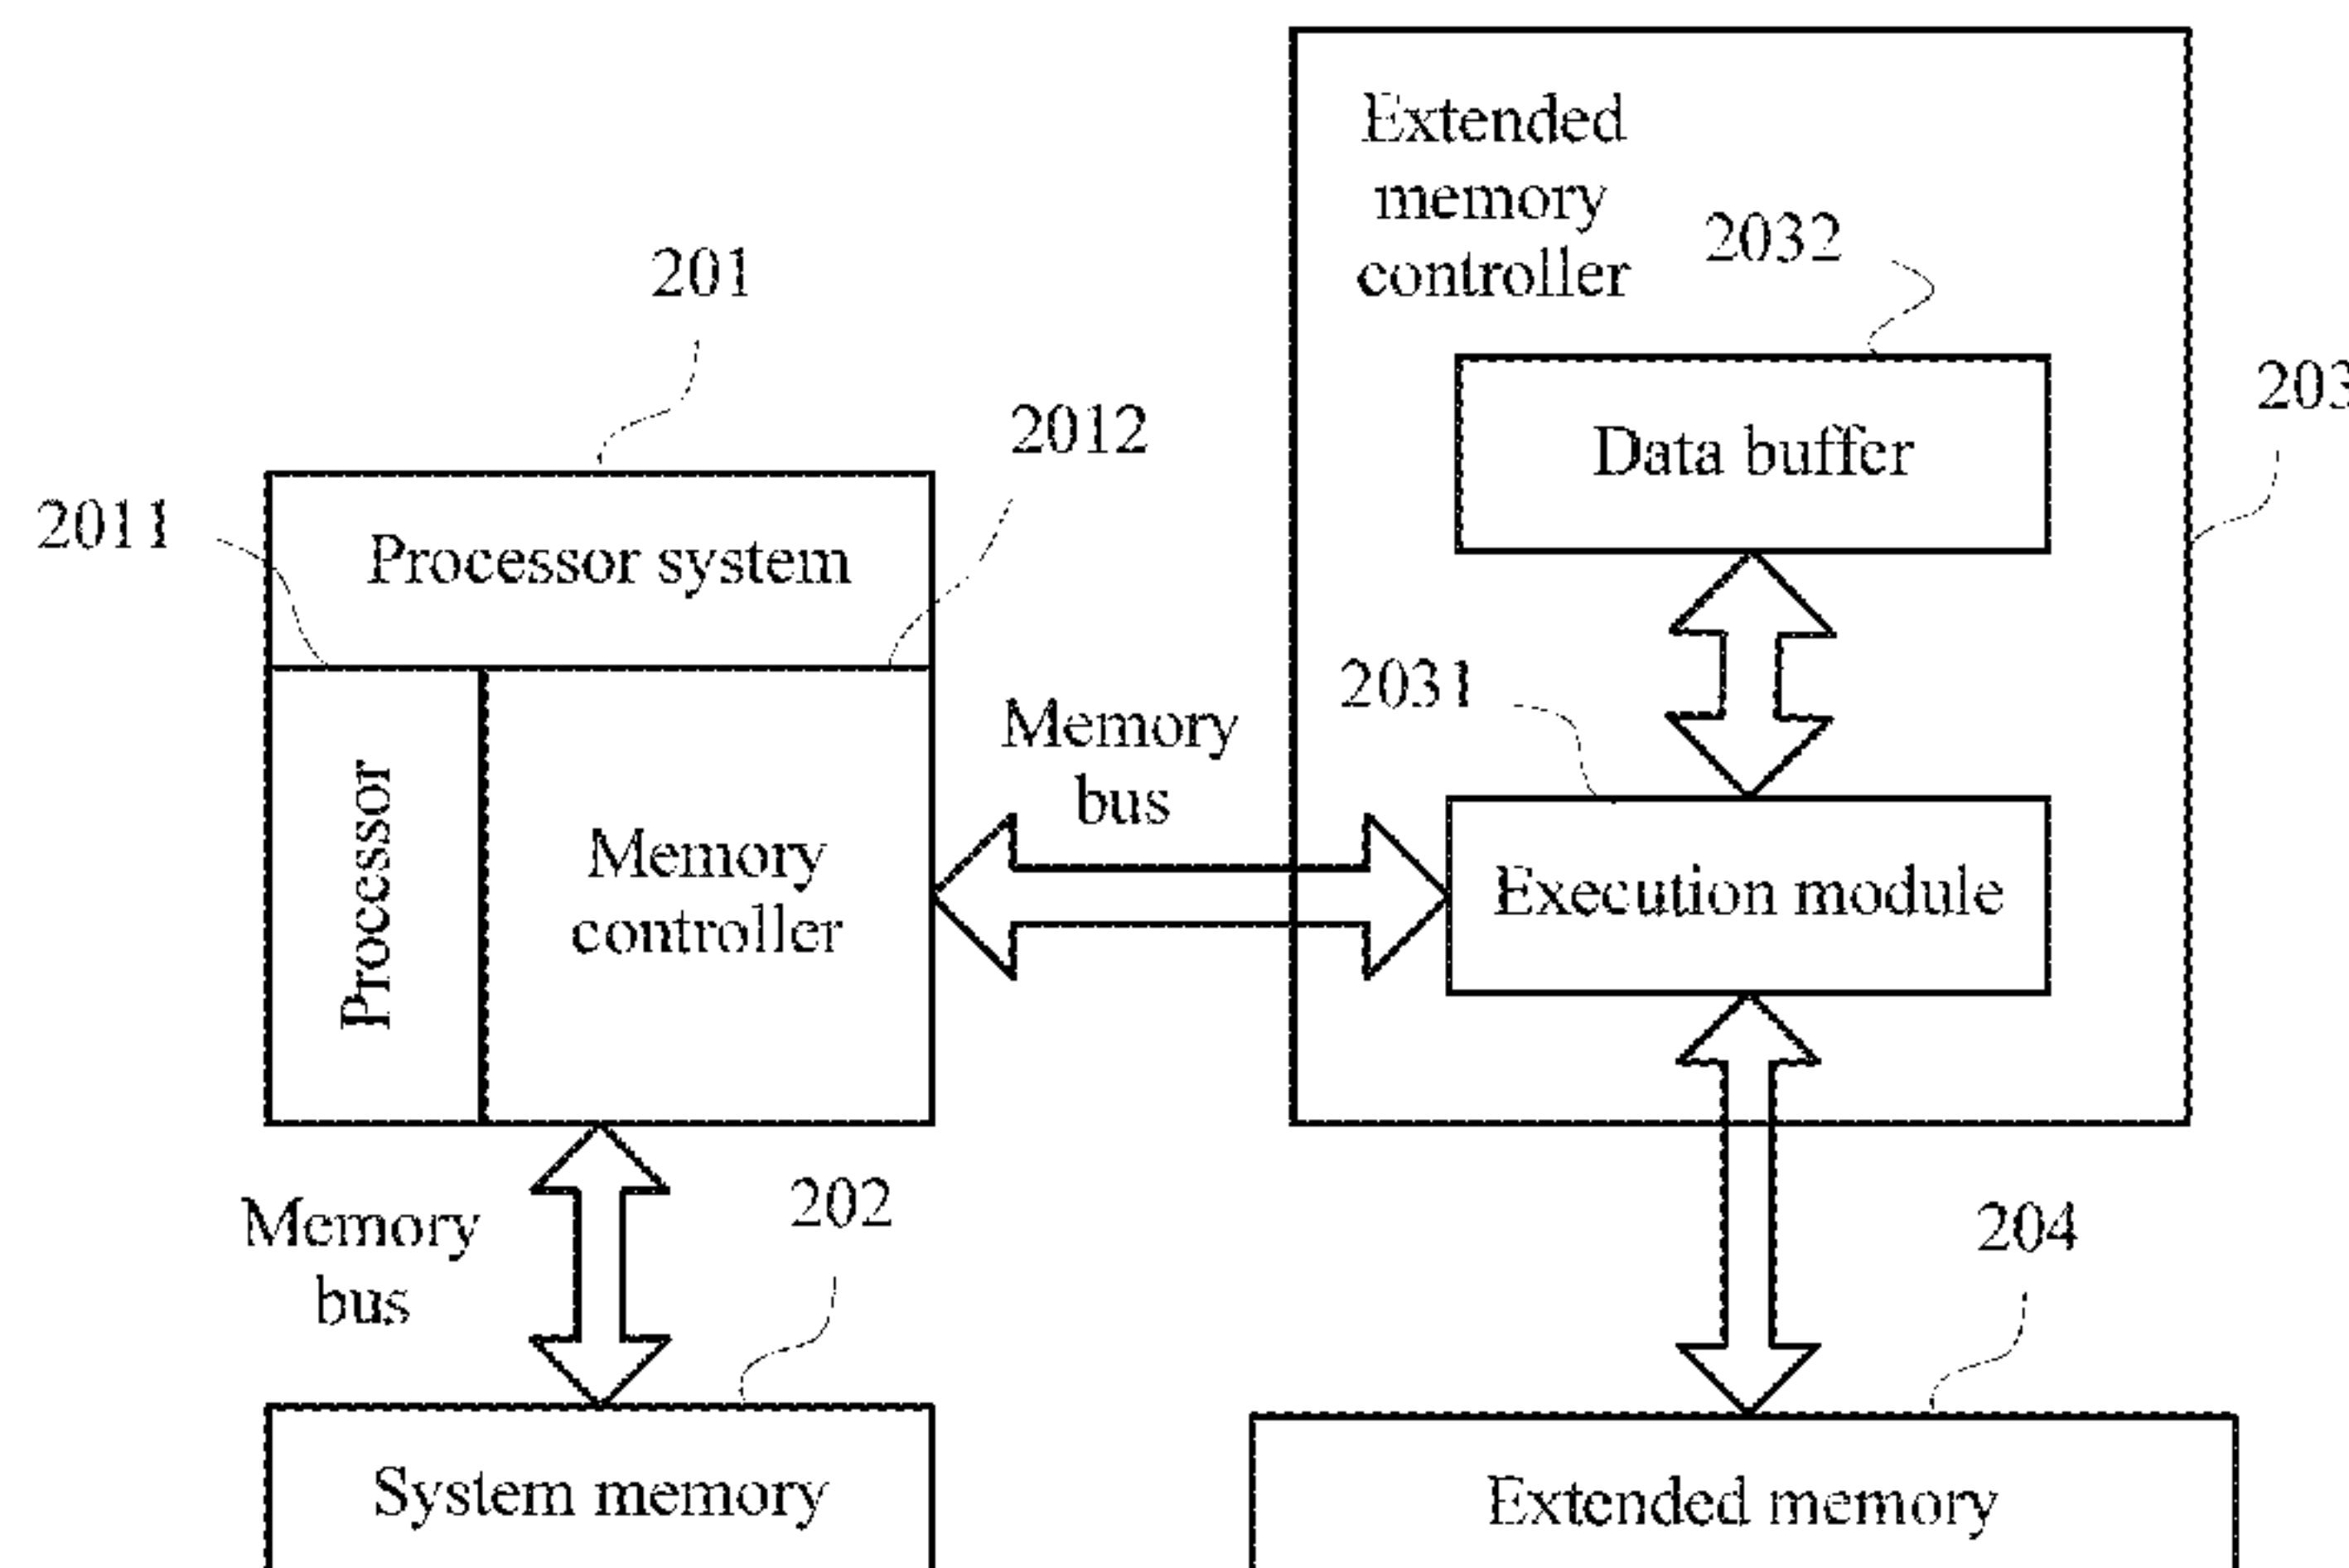 Extended
memory
controller
2032
201
203
2012
Data buffer
2011
Processor system
2031
Memory
bus
Processor
Memory
controller
Execution module
202
Memory
bus
204
System memory
Extended memory